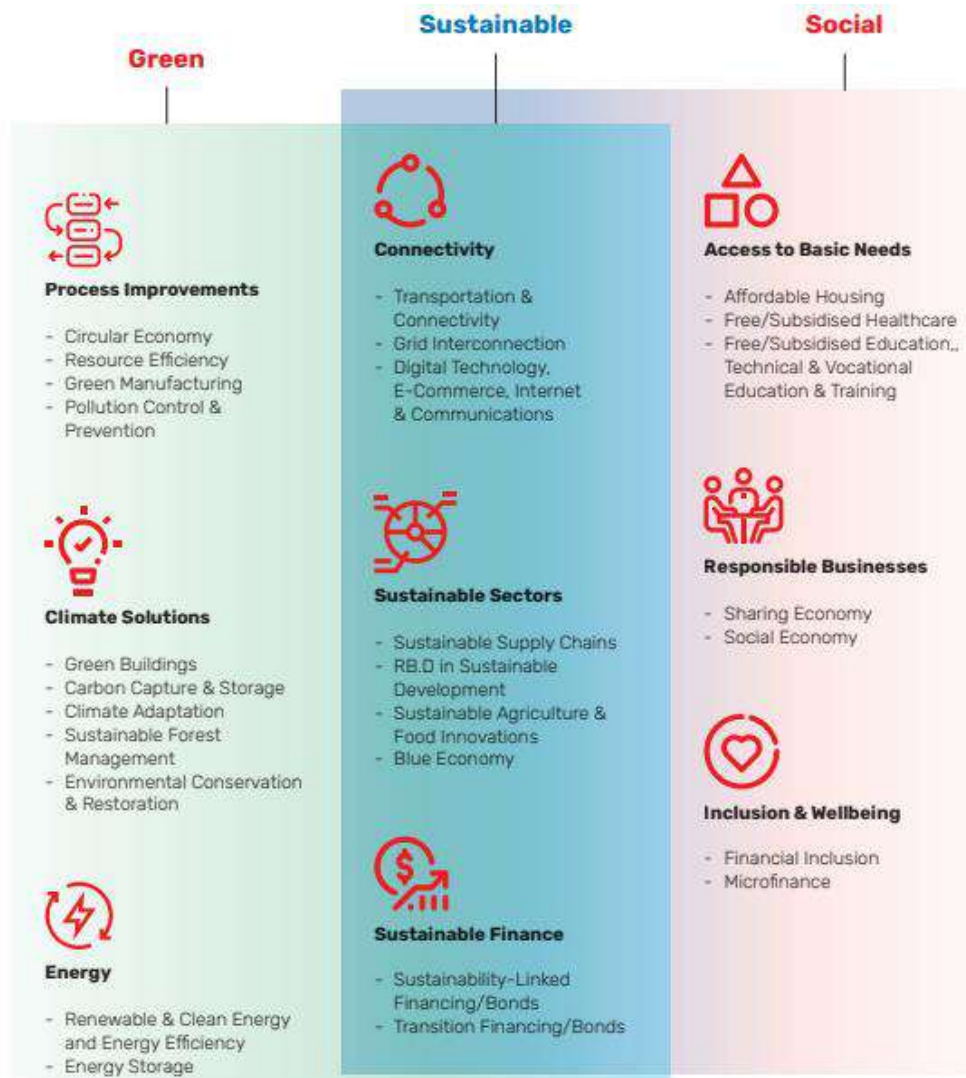 Green
Process Improvements
- Circular Economy
- Resource Efficiency
- Green Manufacturing
- Pollution Control &
Prevention
Climate Solutions
- Green Buildings
- Carbon Capture & Storage
- Climate Adaptation
- Sustainable Forest
Management
- Environmental Conservation
& Restoration
Energy
- Renewable & Clean Energy
and Energy Efficiency
- Energy Storage
Sustainable
Connectivity
- Transportation &
Connectivity
- Grid Interconnection
- Digital Technology,
E-Commerce, Internet
& Communications
Sustainable Sectors
- Sustainable Supply Chains
- RB.D in Sustainable
Development
- Sustainable Agriculture &
Food Innovations
- Blue Economy
Sustainable Finance
- Sustainability-Linked
Financing/Bonds
- Transition Financing/Bonds
Social
Access to Basic Needs
- Affordable Housing
- Free/Subsidised Healthcare
- Free/Subsidised Education,,
Technical & Vocational
Education & Training
Responsible Businesses
- Sharing Economy
- Social Economy
Inclusion & Wellbeing
- Financial Inclusion
- Microfinance